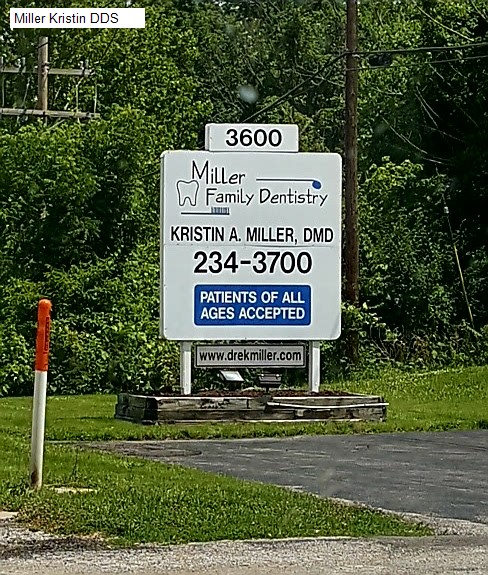 Miller Kristin DDS
3600
Miller
Family Dentistry
KRISTIN A. MILLER, DMD
234-3700
PATIENTS OF ALL
AGES ACCEPTED
www.drekmiller.com